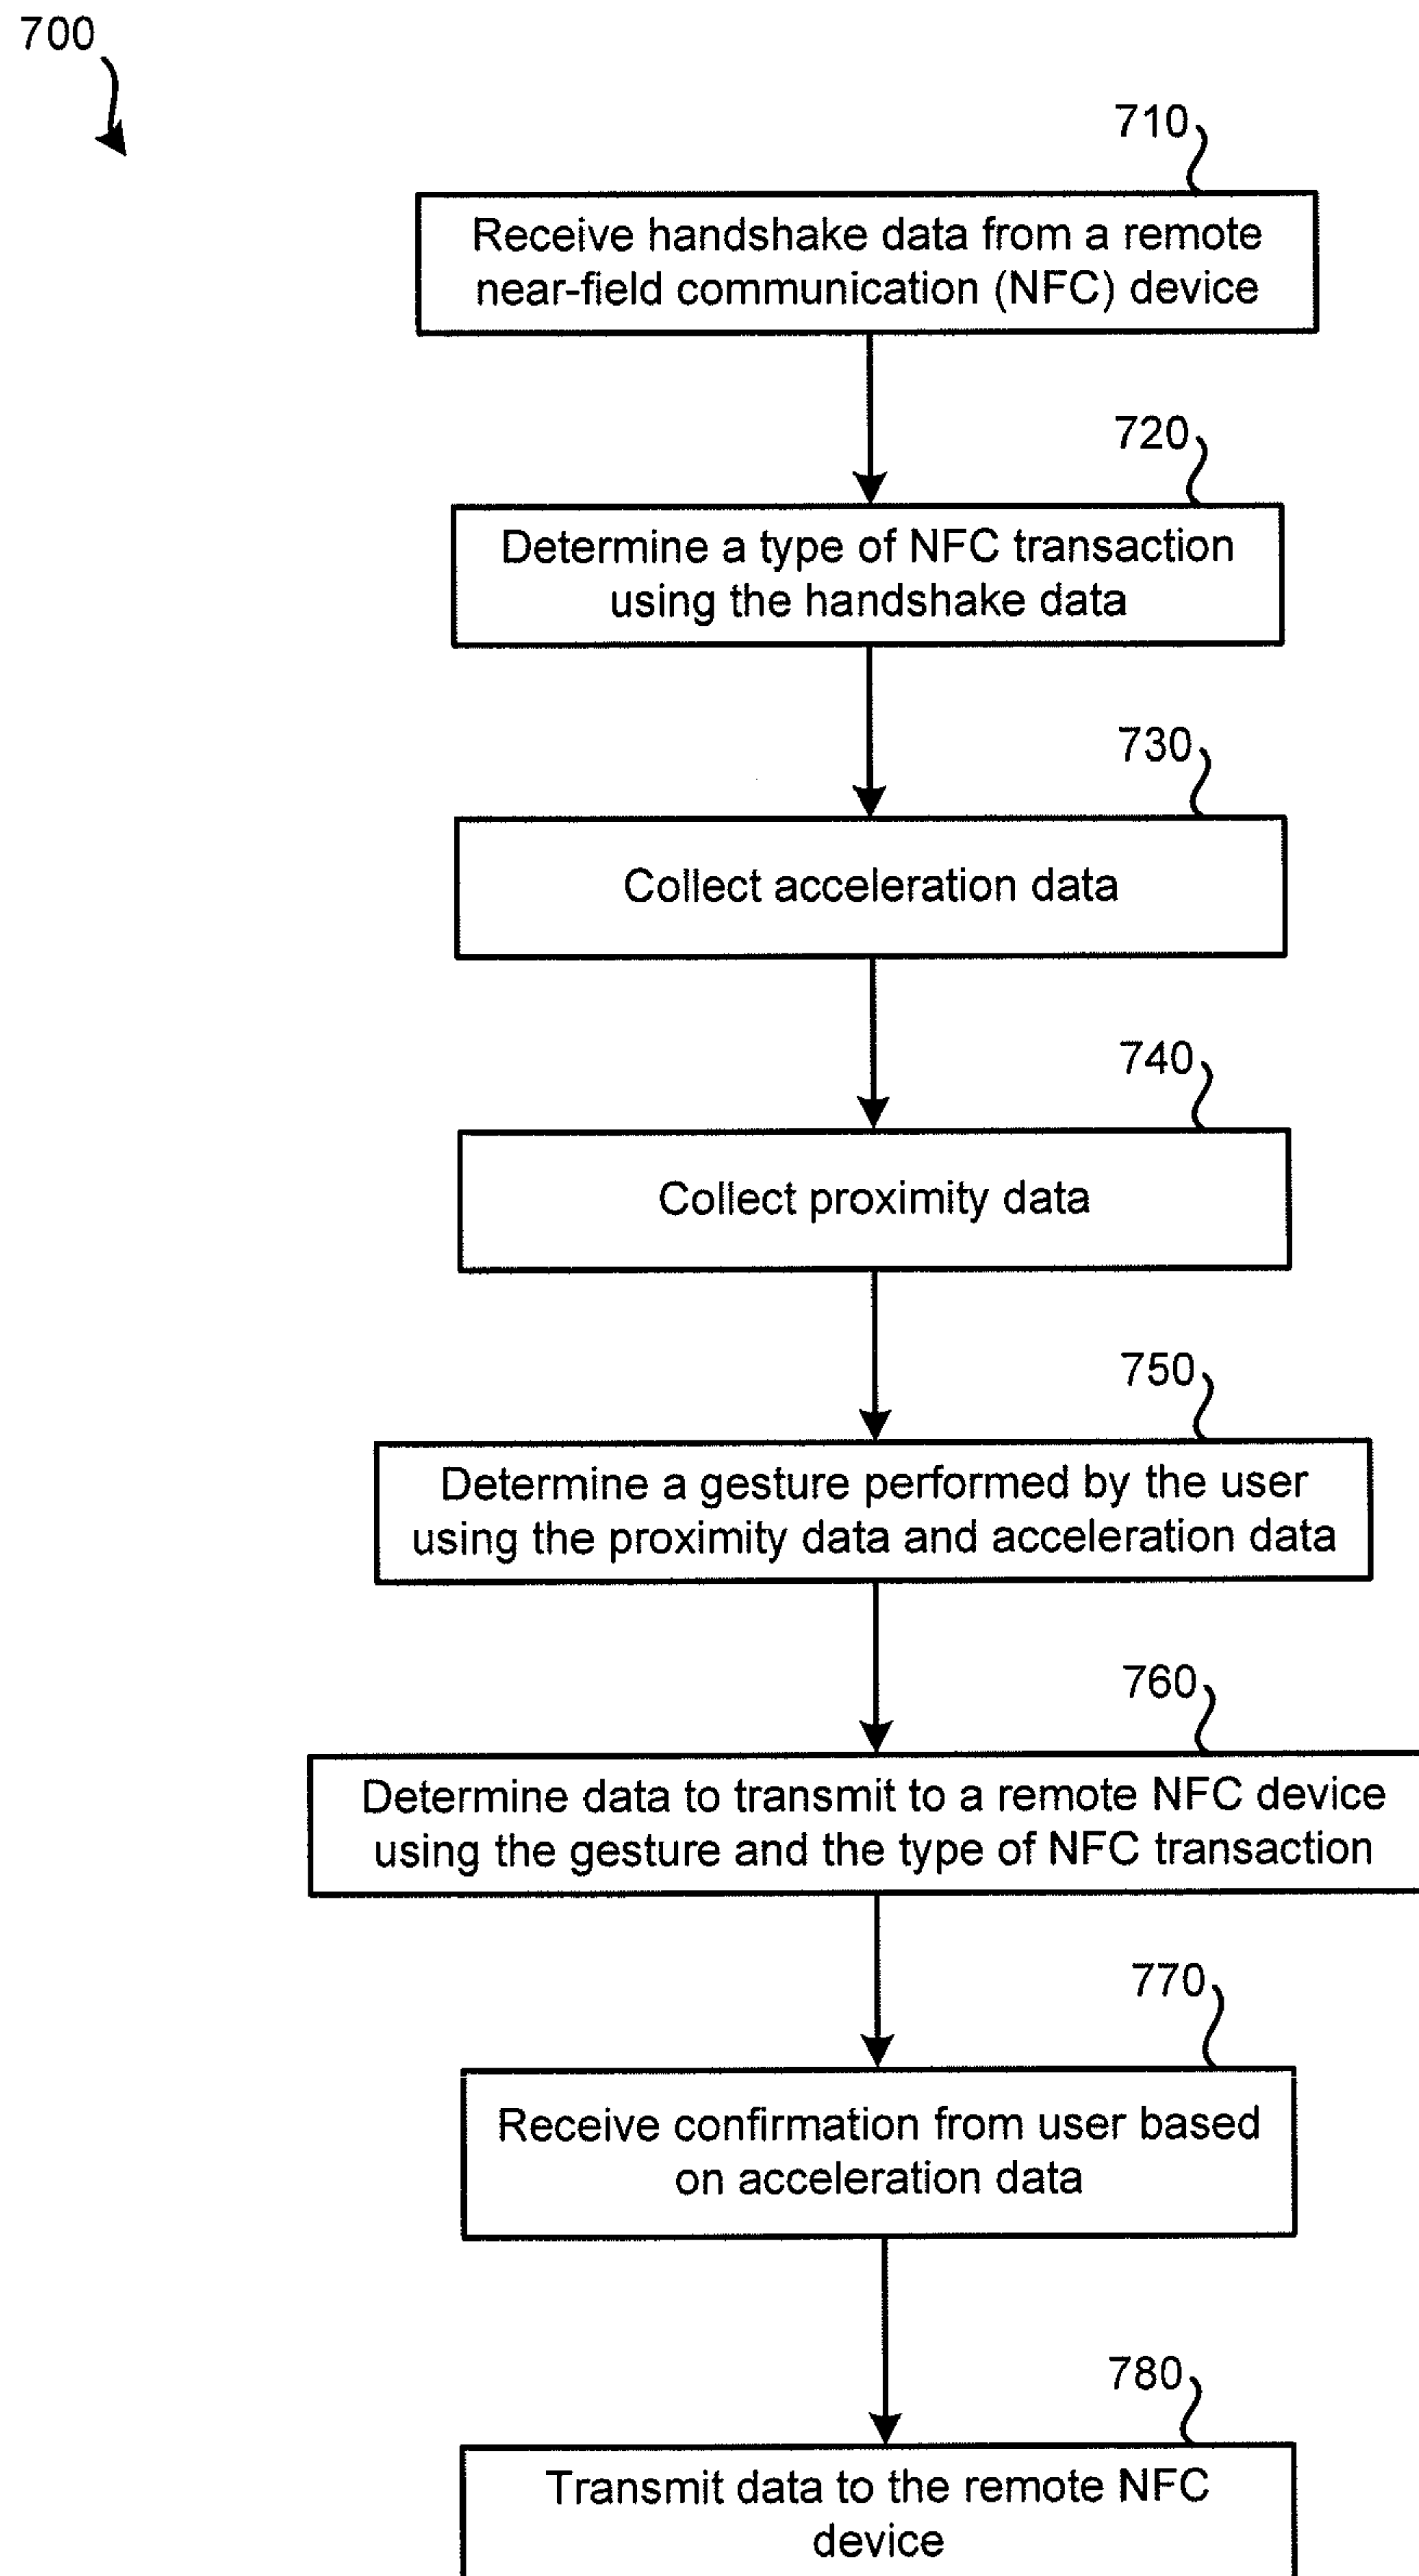 700
710
Receive handshake data from a remote
near-field communication (NFC) device
720
Determine a type of NFC transaction
using the handshake data
730
Collect acceleration data
740
Collect proximity data
750
Determine a gesture performed by the user
using the proximity data and acceleration data
760
Determine data to transmit to a remote NFC device
using the gesture and the type of NFC transaction
770
Receive confirmation from user based
on acceleration data
780
Transmit data to the remote NFC
device